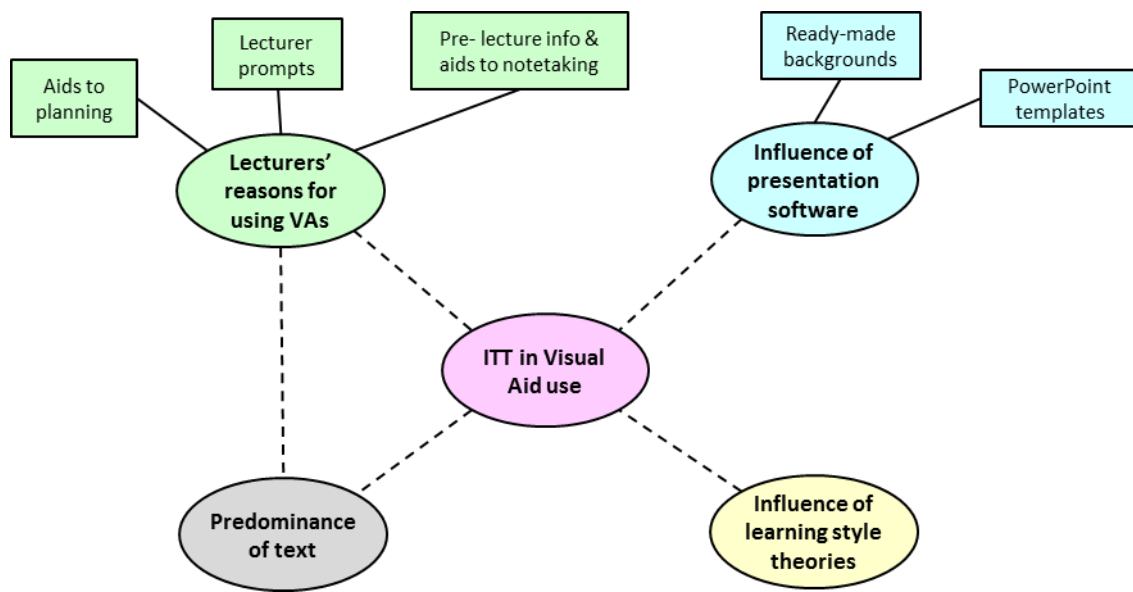 Aids to
planning
Lecturer
prompts
Pre- lecture info &
aids to notetaking
Ready-made
backgrounds
PowerPoint
templates
Lecturers’
reasons for
using VAs
Influence of
presentation
software
ITT in Visual
Aid use
Predominance
of text
Influence of
learning style
theories